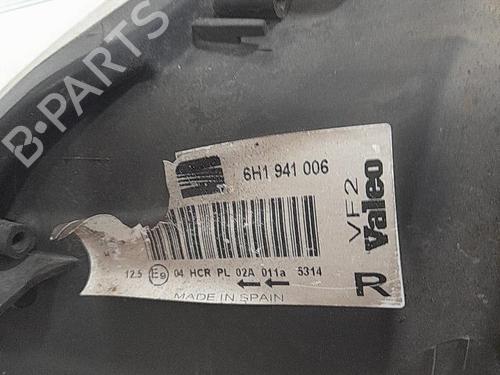 B-PARTS
6H1 941 006
VF2
Valeo
12.5 E9 04 HCR PL 02A 011a 5314
R
MADE IN SPAIN